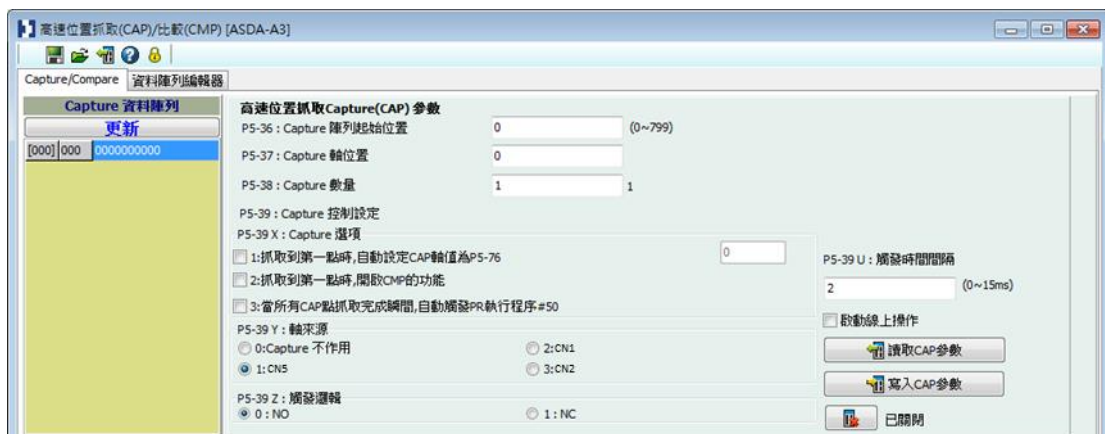 高速位置抓取(CAP)/比較(CMP) [ASDA-A3]
Capture/Compare 資料陣列編輯器
Capture 資料陣列
更新
[000] 000 0000000000
高速位置抓取Capture(CAP) 參數
P5-36 : Capture 陣列起始位置 0 (0~799)
P5-37 : Capture 軸位置 0
P5-38 : Capture 數量 1 1
P5-39 : Capture 控制設定
P5-39 X : Capture 選項
1:抓取到第一點時,自動設定CAP軸值為P5-76 0
2:抓取到第一點時,開啟CMP的功能
3:當所有CAP點抓取完成瞬間,自動觸發PR執行程序#50
P5-39 Y : 軸來源
0:Capture 不作用 2:CN1
1:CN5 3:CN2
P5-39 Z : 觸發邏輯
0 : NO 1 : NC
P5-39 U : 觸發時間間隔
2 (0~15ms)
啟動線上操作
讀取CAP參數
寫入CAP參數
已關閉